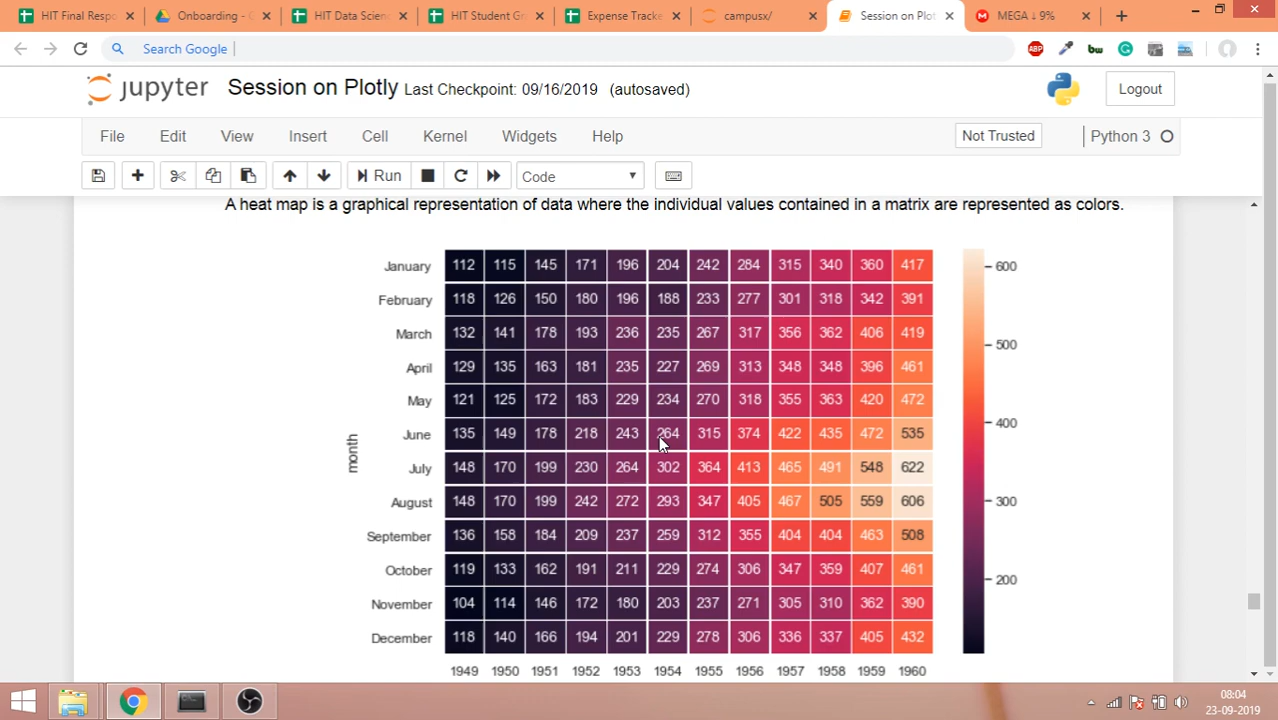 HIT Final Respo
Onboarding - G
HIT Data Scien
HIT Student Gr
Expense Tracke
campusx/
Session on Plotl
MEGA ↓ 9%
Search Google
ABP
bw
jupyter Session on Plotly Last Checkpoint: 09/16/2019 (autosaved)
Logout
File Edit View Insert Cell Kernel Widgets Help
Not Trusted Python 3
Run Code
A heat map is a graphical representation of data where the individual values contained in a matrix are represented as colors.
January 112 115 145 171 196 204 242 284 315 340 360 417
February 118 126 150 180 196 188 233 277 301 318 342 391
March 132 141 178 193 236 235 267 317 356 362 406 419
April 129 135 163 181 235 227 269 313 348 348 396 461
May 121 125 172 183 229 234 270 318 355 363 420 472
June 135 149 178 218 243 264 315 374 422 435 472 535
July 148 170 199 230 264 302 364 413 465 491 548 622
August 148 170 199 242 272 293 347 405 467 505 559 606
September 136 158 184 209 237 259 312 355 404 404 463 508
October 119 133 162 191 211 229 274 306 347 359 407 461
November 104 114 146 172 180 203 237 271 305 310 362 390
December 118 140 166 194 201 229 278 306 336 337 405 432
1949 1950 1951 1952 1953 1954 1955 1956 1957 1958 1959 1960
month
600
500
400
300
200
08:04
23-09-2019